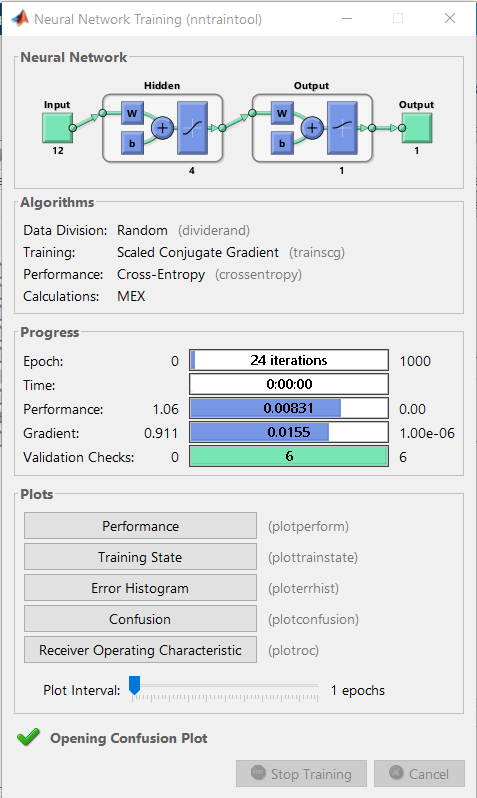 Neural Network Training (nntraintool)
Neural Network
Hidden Output
Input W b + W b + Output
12 4 1 1
Algorithms
Data Division: Random (dividerand)
Training: Scaled Conjugate Gradient (trainscg)
Performance: Cross-Entropy (crossentropy)
Calculations: MEX
Progress
Epoch: 0 24 iterations 1000
Time: 0:00:00
Performance: 1.06 0.00831 0.00
Gradient: 0.911 0.0155 1.00e-06
Validation Checks: 0 6 6
Plots
Performance (plotperform)
Training State (plottrainstate)
Error Histogram (ploterrhist)
Confusion (plotconfusion)
Receiver Operating Characteristic (plotroc)
Plot Interval: 1 epochs
Opening Confusion Plot
Stop Training Cancel